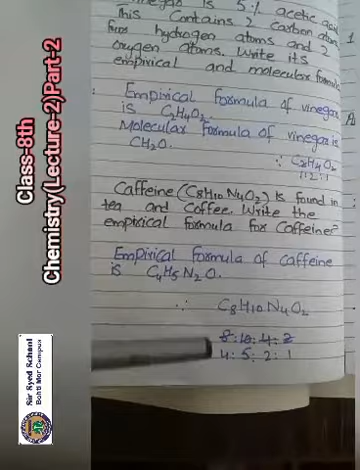 Class-8th
Chemistry(Lecture-2)Part-2
Sir Syed School
Bohti Mor Campus
is 5% acetic acid
This contains 2 carbon atoms
four hydrogen atoms and 2
oxygen atoms. Write its
empirical and molecular formula
Empirical formula of vinegar
is C2H4O2.
Molecular formula of vinegar is
CH2O.
∵ C2H4O2
1:2:1
Caffeine (C8H10N4O2) is found in
tea and Coffee. Write the
empirical formula for Caffeine?
Empirical formula of caffeine
is C4H5N2O.
∵ C8H10N4O2
8:10:4:2
4:5:2:1